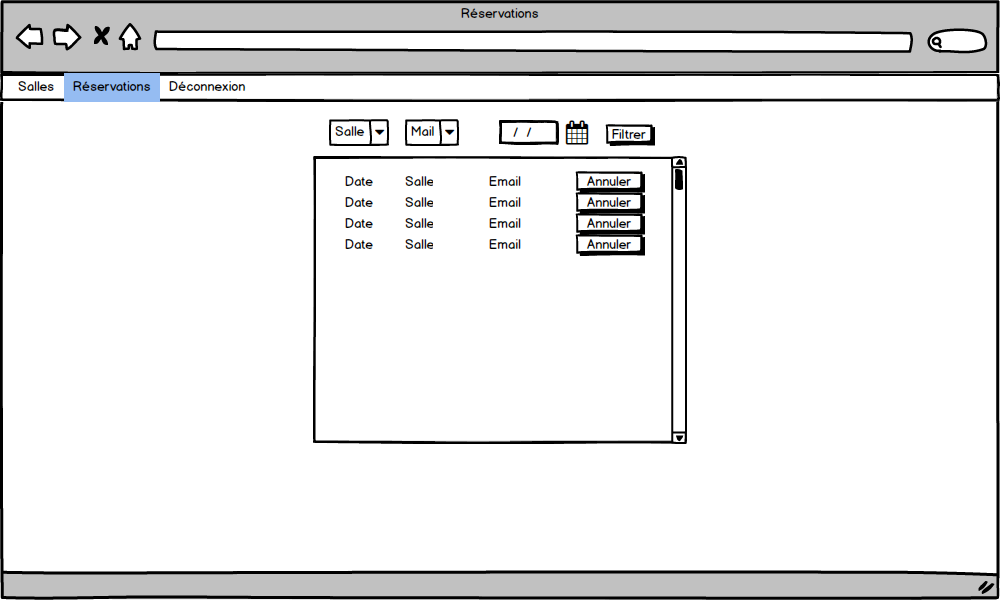 Réservations
Salles Réservations Déconnexion
Salle Mail / / Filtrer
Date Salle Email Annuler
Date Salle Email Annuler
Date Salle Email Annuler
Date Salle Email Annuler